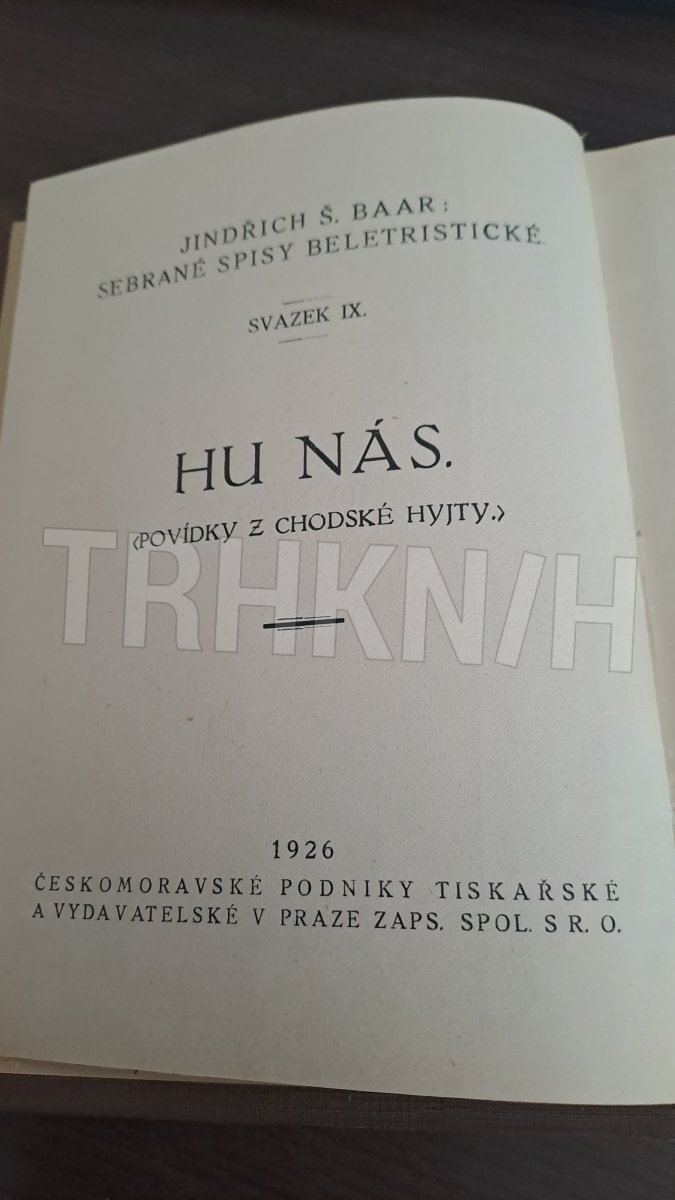 JINDŘICH Š. BAAR:
SEBRANÉ SPISY BELETRISTICKÉ.
SVAZEK IX.
HU NÁS.
(POVÍDKY Z CHODSKÉ HYJTY.)
TRHKNIH
1926
ČESKOMORAVSKÉ PODNIKY TISKAŘSKÉ
A VYDAVATELSKÉ V PRAZE ZAPS. SPOL. S R. O.